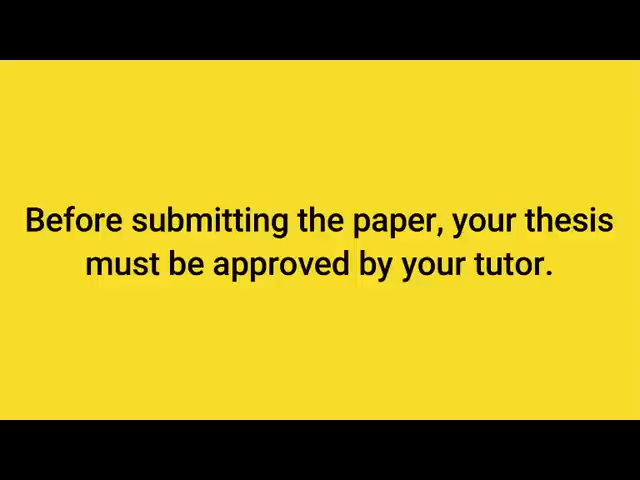 Before submitting the paper, your thesis
must be approved by your tutor.